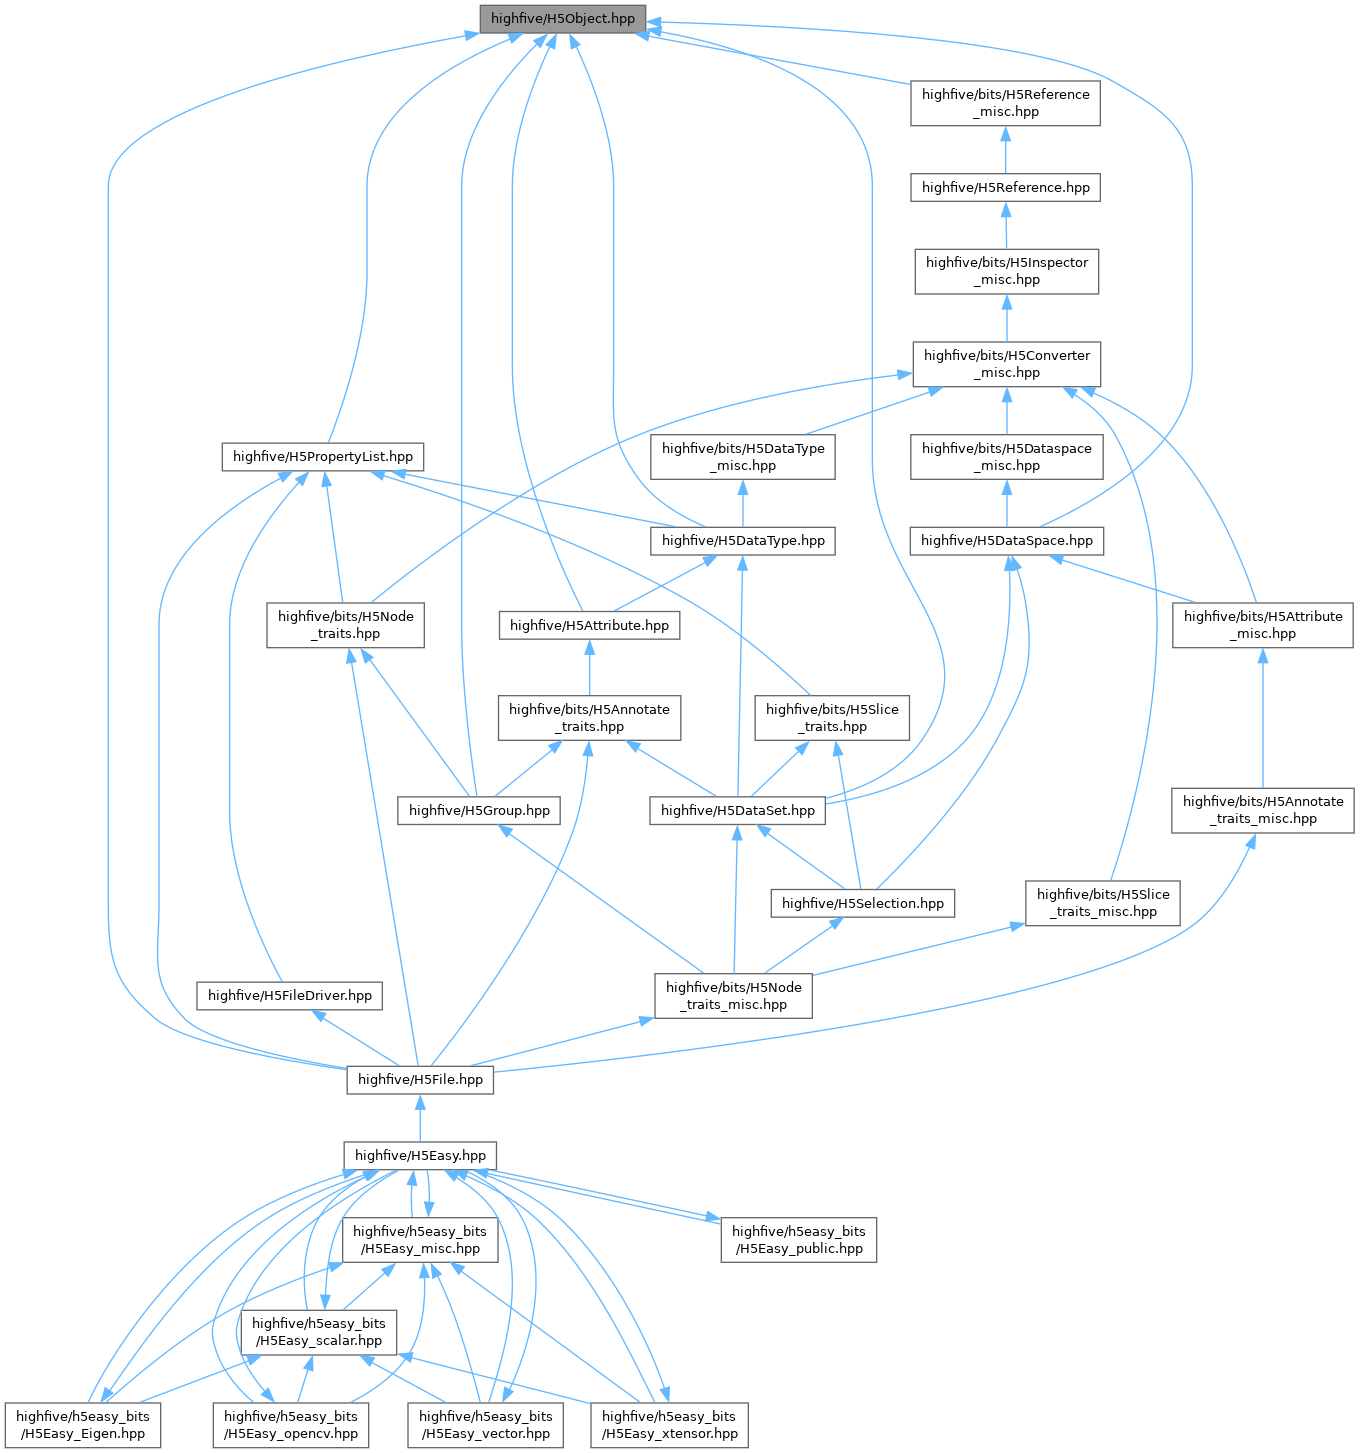 highfive/H5Object.hpp
highfive/bits/H5Reference
_misc.hpp
highfive/H5Reference.hpp
highfive/bits/H5Inspector
_misc.hpp
highfive/bits/H5Converter
_misc.hpp
highfive/H5PropertyList.hpp
highfive/bits/H5DataType
_misc.hpp
highfive/bits/H5Dataspace
_misc.hpp
highfive/H5DataType.hpp
highfive/H5DataSpace.hpp
highfive/bits/H5Node
_traits.hpp
highfive/H5Attribute.hpp
highfive/bits/H5Attribute
_misc.hpp
highfive/bits/H5Annotate
_traits.hpp
highfive/bits/H5Slice
_traits.hpp
highfive/H5Group.hpp
highfive/H5DataSet.hpp
highfive/bits/H5Annotate
_traits_misc.hpp
highfive/H5Selection.hpp
highfive/bits/H5Slice
_traits_misc.hpp
highfive/H5FileDriver.hpp
highfive/bits/H5Node
_traits_misc.hpp
highfive/H5File.hpp
highfive/H5Easy.hpp
highfive/h5easy_bits
/H5Easy_misc.hpp
highfive/h5easy_bits
/H5Easy_public.hpp
highfive/h5easy_bits
/H5Easy_scalar.hpp
highfive/h5easy_bits
/H5Easy_Eigen.hpp
highfive/h5easy_bits
/H5Easy_opencv.hpp
highfive/h5easy_bits
/H5Easy_vector.hpp
highfive/h5easy_bits
/H5Easy_xtensor.hpp